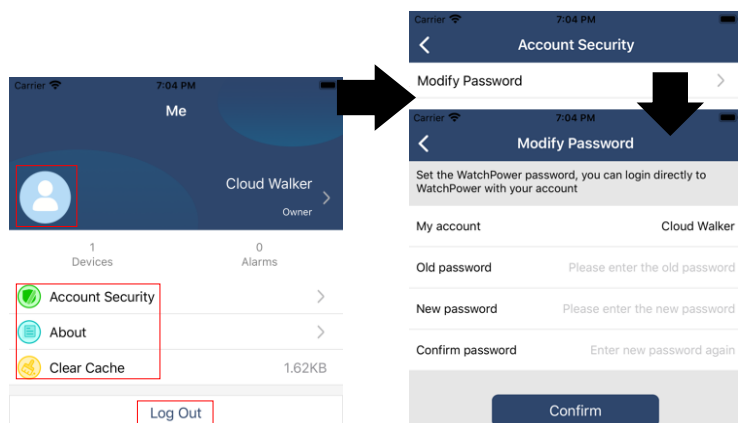 Carrier 7:04 PM
Me
Cloud Walker
Owner
1 0
Devices Alarms
Account Security
About
Clear Cache 1.62KB
Log Out
Carrier 7:04 PM
Account Security
Modify Password
Carrier 7:04 PM
Modify Password
Set the WatchPower password, you can login directly to
WatchPower with your account
My account Cloud Walker
Old password Please enter the old password
New password Please enter the new password
Confirm password Enter new password again
Confirm